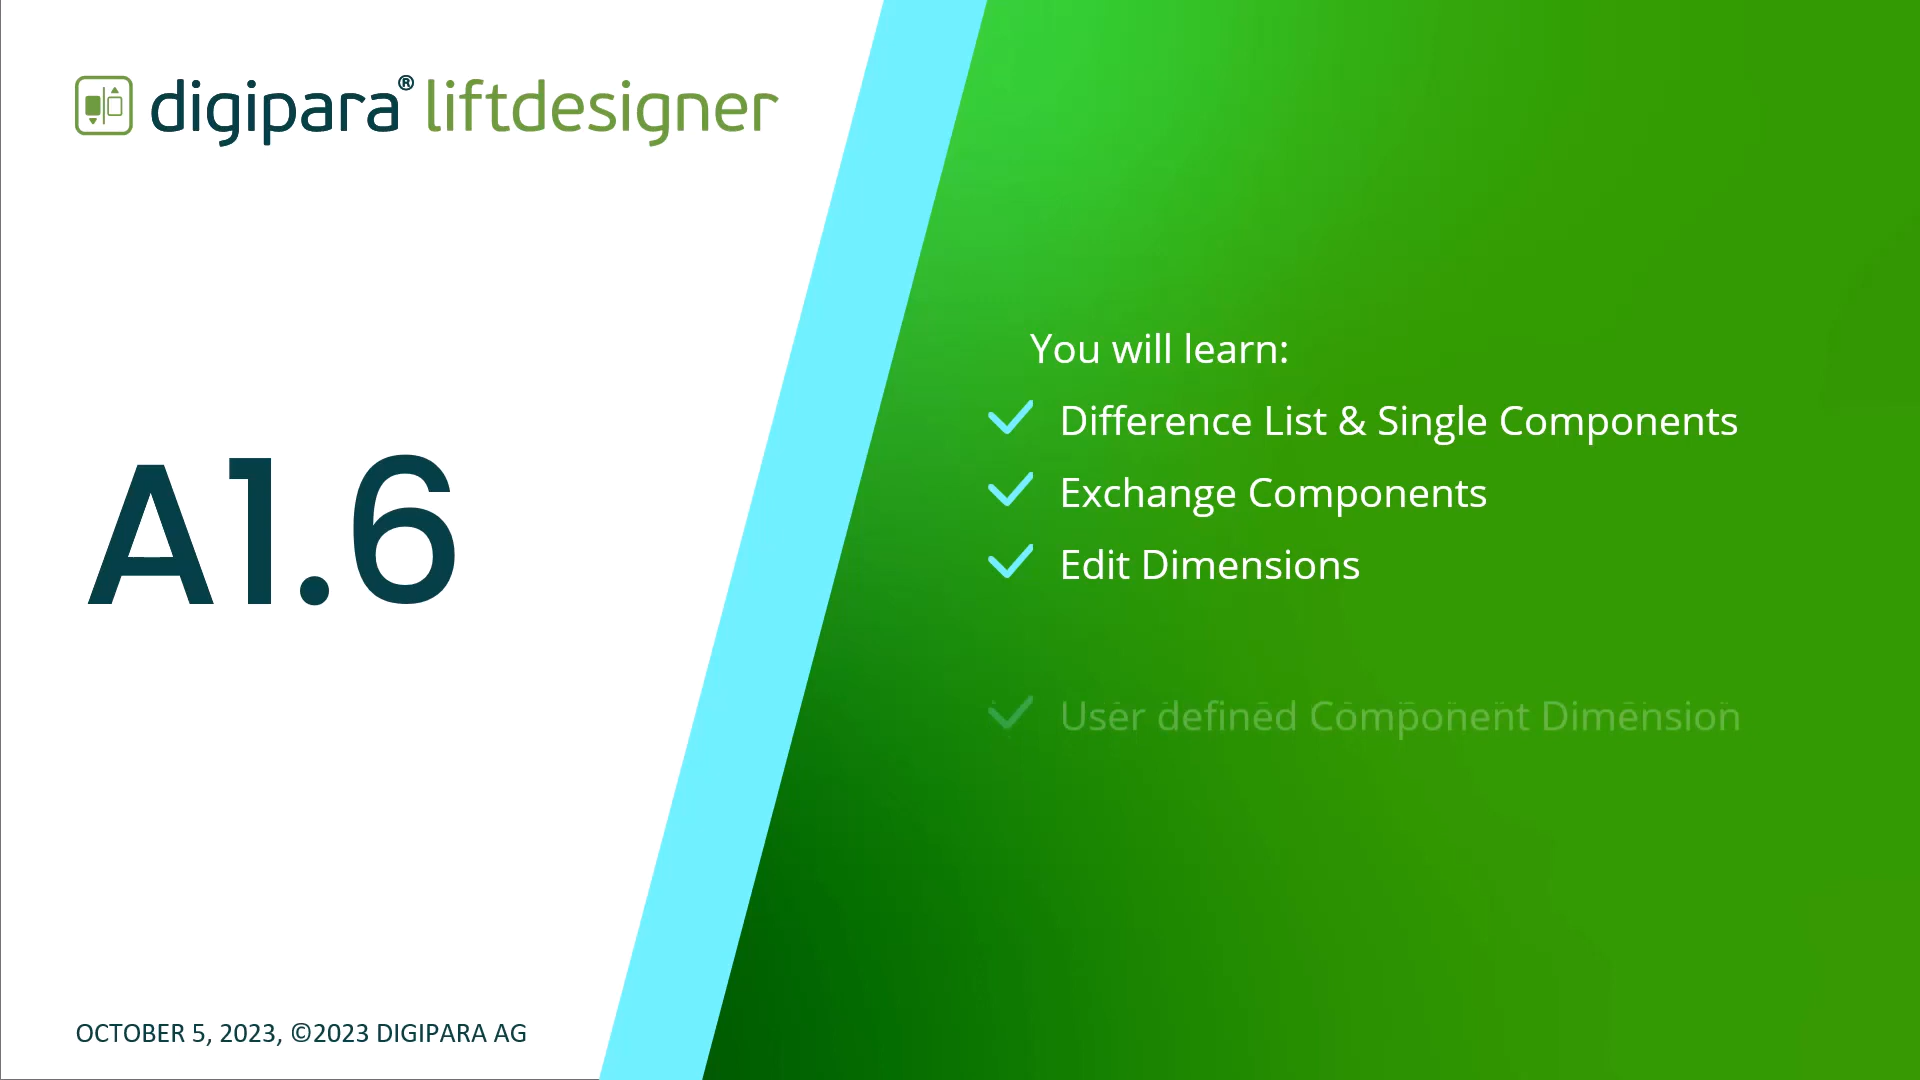 digipara® liftdesigner
A1.6
You will learn:
Difference List & Single Components
Exchange Components
Edit Dimensions
User defined Component Dimension
OCTOBER 5, 2023, ©2023 DIGIPARA AG